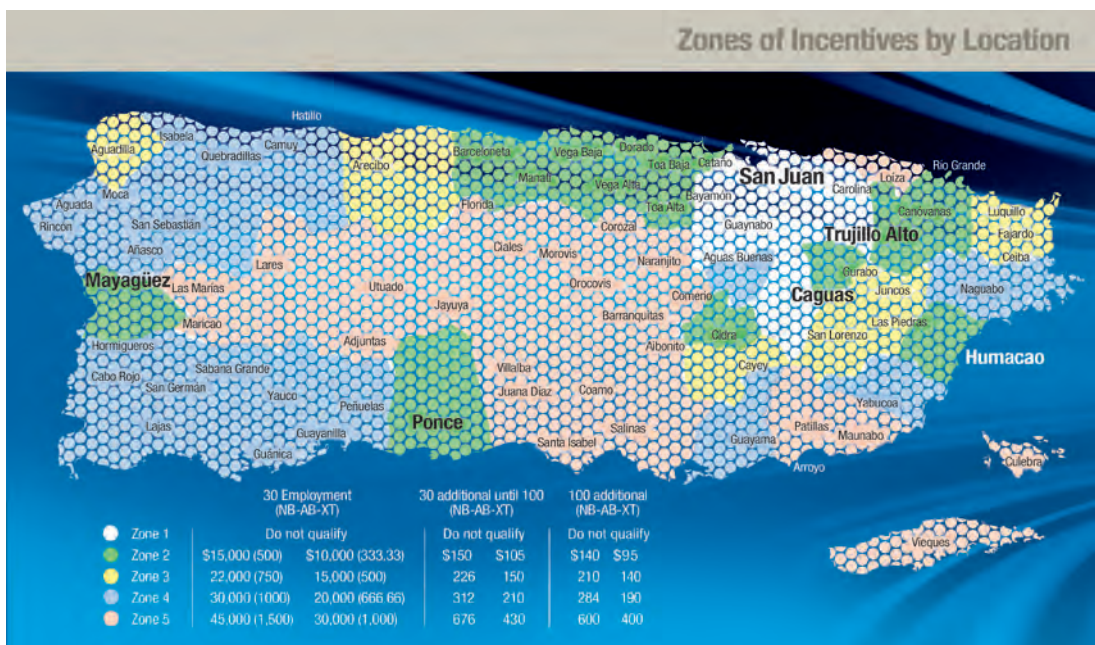 Zones of Incentives by Location
Hatillo
Isabela
Camuy
Aguadilla
Quebradillas
Arecibo
Barceloneta
Vega Baja
Dorado
Toa Baja
Cataño
San Juan
Loíza
Río Grande
Moca
Manatí
Vega Alta
Bayamón
Carolina
Aguada
Florida
Toa Alta
Canóvanas
Luquillo
Rincón
San Sebastián
Corozal
Guaynabo
Trujillo Alto
Fajardo
Añasco
Ciales
Morovis
Naranjito
Aguas Buenas
Ceiba
Lares
Gurabo
Mayagüez
Las Marías
Utuado
Orocovis
Comerio
Caguas
Juncos
Naguabo
Jayuya
Maricao
Barranquitas
Las Piedras
Hormigueros
Adjuntas
Aibonito
Cidra
San Lorenzo
Humacao
Cabo Rojo
Sabana Grande
Villalba
Cayey
San Germán
Yauco
Juana Díaz
Coamo
Yabucoa
Peñuelas
Lajas
Guayanilla
Ponce
Salinas
Patillas
Guánica
Santa Isabel
Guayama
Maunabo
Arroyo
Culebra
Vieques
30 Employment 30 additional until 100 100 additional
(NB-AB-XT) (NB-AB-XT) (NB-AB-XT)
Zone 1 Do not qualify Do not qualify Do not qualify
Zone 2 $15,000 (500) $10,000 (333.33) $150 $105 $140 $95
Zone 3 22,000 (750) 15,000 (500) 226 150 210 140
Zone 4 30,000 (1000) 20,000 (666.66) 312 210 284 190
Zone 5 45,000 (1,500) 30,000 (1,000) 676 430 600 400